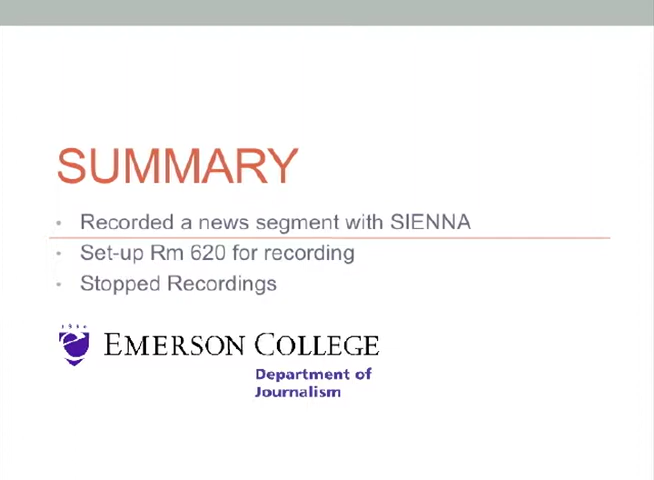 SUMMARY
• Recorded a news segment with SIENNA
• Set-up Rm 620 for recording
• Stopped Recordings
EMERSON COLLEGE
Department of
Journalism